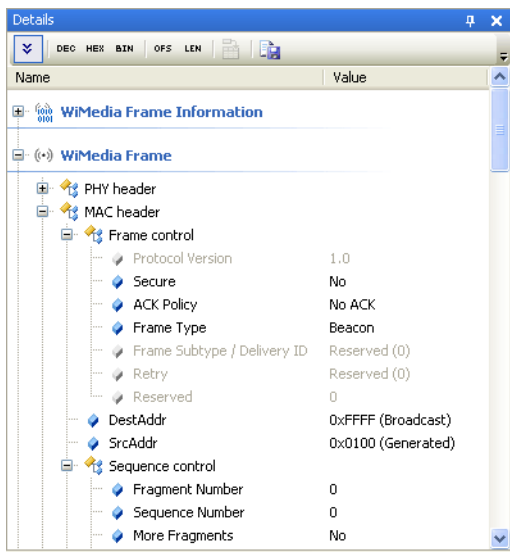 Details
DEC HEX BIN OFS LEN
Name Value
WiMedia Frame Information
WiMedia Frame
PHY header
MAC header
Frame control
Protocol Version 1.0
Secure No
ACK Policy No ACK
Frame Type Beacon
Frame Subtype / Delivery ID Reserved (0)
Retry Reserved (0)
Reserved 0
DestAddr 0xFFFF (Broadcast)
SrcAddr 0x0100 (Generated)
Sequence control
Fragment Number 0
Sequence Number 0
More Fragments No